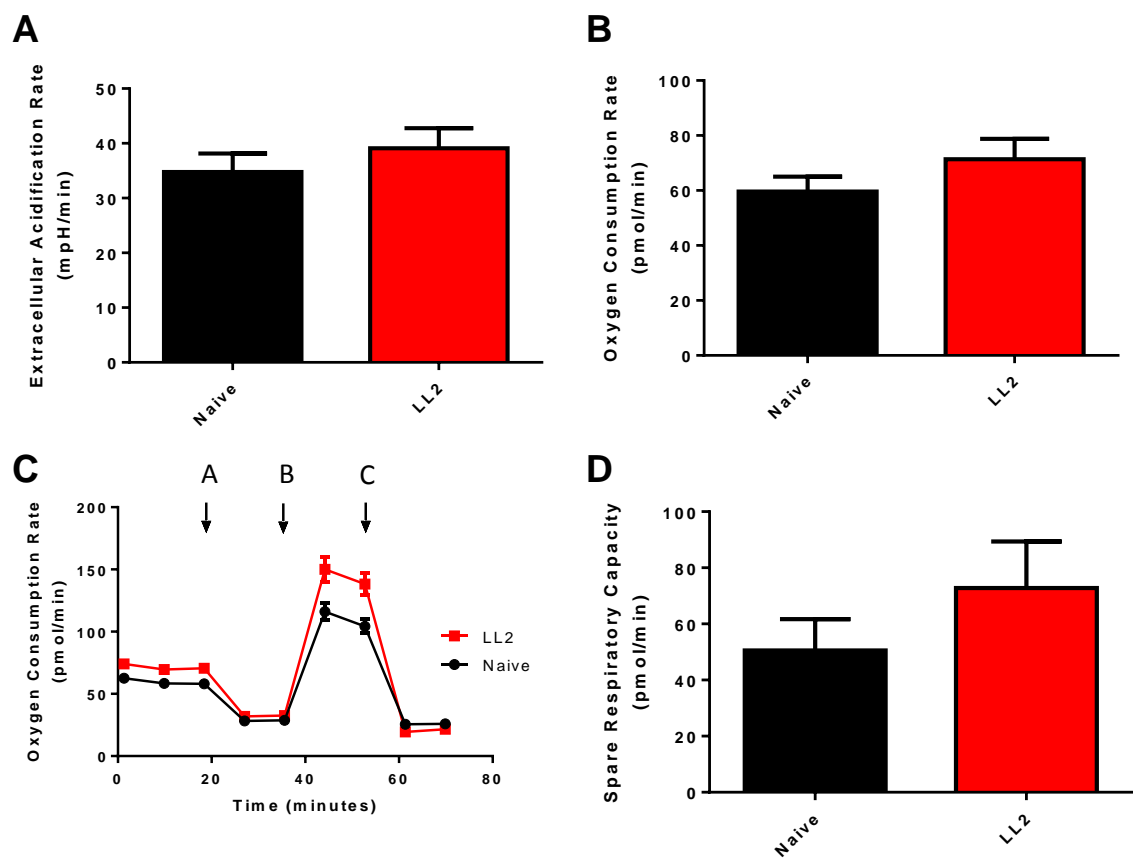 A
Extracellular Acidification Rate
(mpH/min)
50
40
30
20
10
0
Naive
LL2
B
Oxygen Consumption Rate
(pmol/min)
100
80
60
40
20
0
Naive
LL2
C
A
B
C
Oxygen Consumption Rate
(pmol/min)
200
150
100
50
0
LL2
Naive
0
20
40
60
80
Time (minutes)
D
Spare Respiratory Capacity
(pmol/min)
100
80
60
40
20
0
Naive
LL2